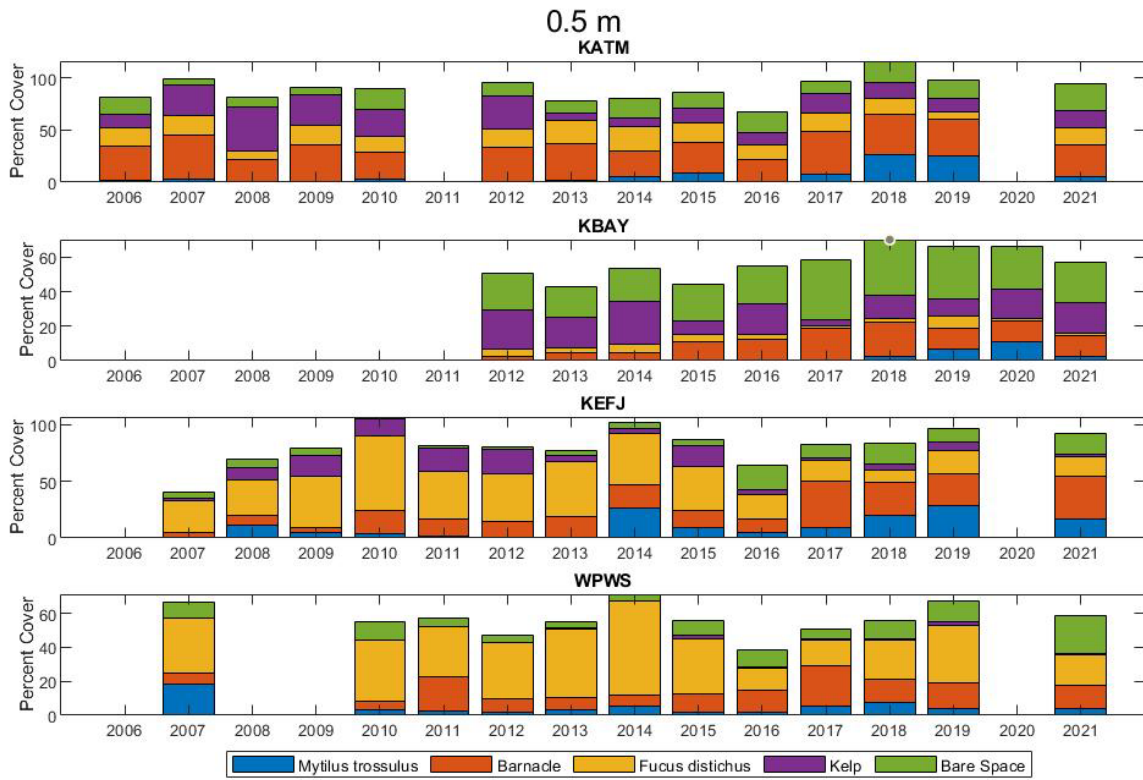 0.5 m
KATM
Percent Cover
100
50
0
2006 2007 2008 2009 2010 2011 2012 2013 2014 2015 2016 2017 2018 2019 2020 2021
KBAY
Percent Cover
60
40
20
0
2006 2007 2008 2009 2010 2011 2012 2013 2014 2015 2016 2017 2018 2019 2020 2021
KEFJ
Percent Cover
100
50
0
2006 2007 2008 2009 2010 2011 2012 2013 2014 2015 2016 2017 2018 2019 2020 2021
WPWS
Percent Cover
60
40
20
0
2006 2007 2008 2009 2010 2011 2012 2013 2014 2015 2016 2017 2018 2019 2020 2021
Mytilus trossulus Barnacle Fucus distichus Kelp Bare Space